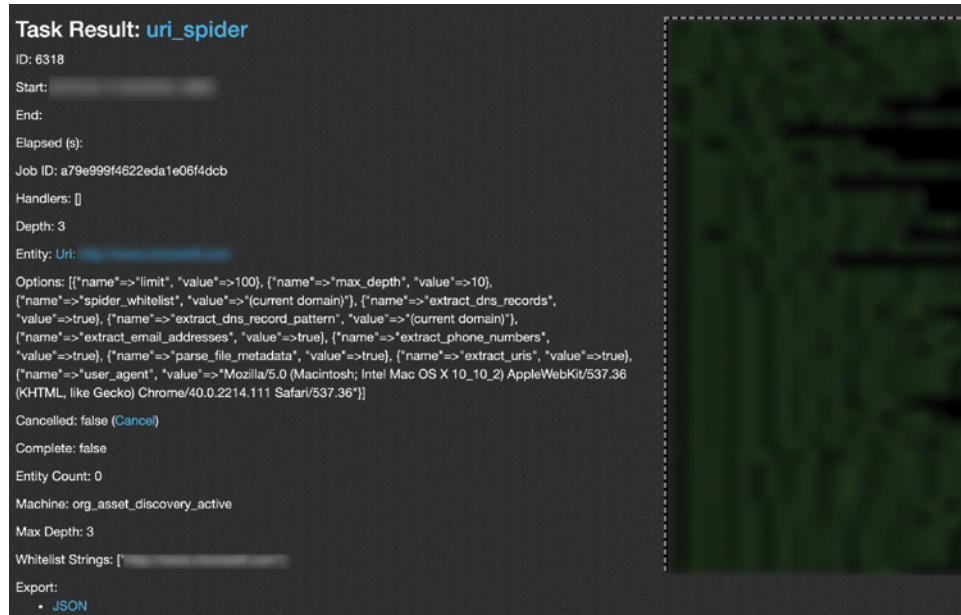 Task Result: uri_spider
ID: 6318
Start:
End:
Elapsed (s):
Job ID: a79e999f4622eda1e06f4dcb
Handlers: []
Depth: 3
Entity: Uri:
Options: [{"name"=>"limit", "value"=>100}, {"name"=>"max_depth", "value"=>10},
{"name"=>"spider_whitelist", "value"=>"(current domain)"}, {"name"=>"extract_dns_records",
"value"=>true}, {"name"=>"extract_dns_record_pattern", "value"=>"(current domain)"},
{"name"=>"extract_email_addresses", "value"=>true}, {"name"=>"extract_phone_numbers",
"value"=>true}, {"name"=>"parse_file_metadata", "value"=>true}, {"name"=>"extract_uris", "value"=>true},
{"name"=>"user_agent", "value"=>"Mozilla/5.0 (Macintosh; Intel Mac OS X 10_10_2) AppleWebKit/537.36
(KHTML, like Gecko) Chrome/40.0.2214.111 Safari/537.36"}]
Cancelled: false (Cancel)
Complete: false
Entity Count: 0
Machine: org_asset_discovery_active
Max Depth: 3
Whitelist Strings: ["
Export:
• JSON